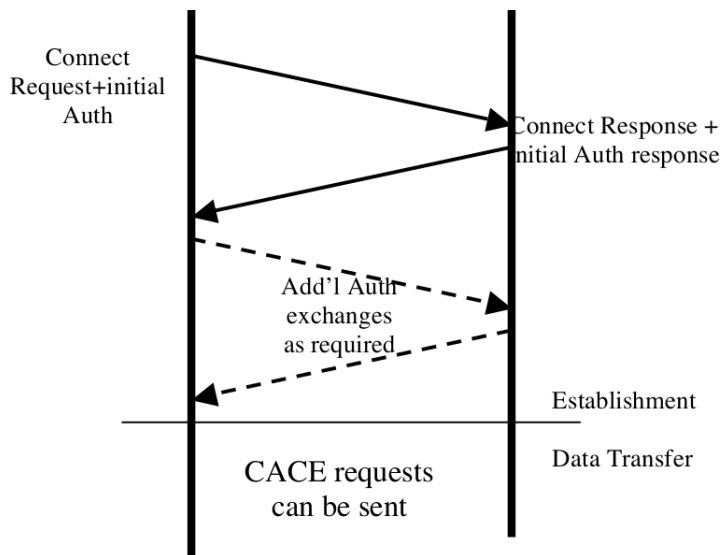 Connect
Request+initial
Auth
Connect Response +
initial Auth response
Add'l Auth
exchanges
as required
Establishment
Data Transfer
CACE requests
can be sent